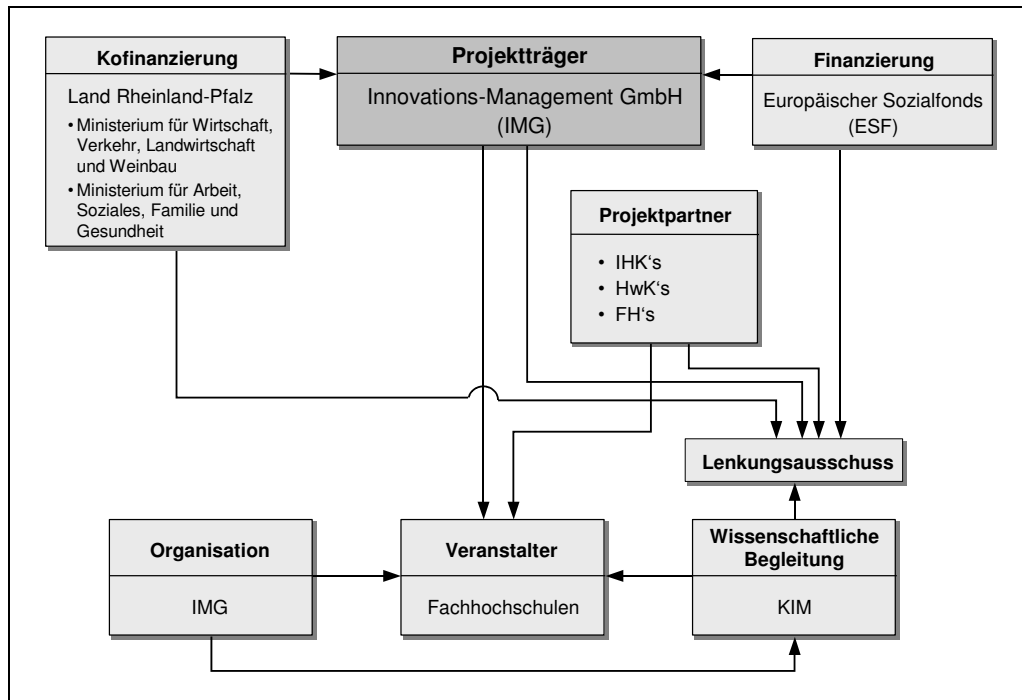 Kofinanzierung
Land Rheinland-Pfalz
• Ministerium für Wirtschaft,
Verkehr, Landwirtschaft
und Weinbau
• Ministerium für Arbeit,
Soziales, Familie und
Gesundheit
Projektträger
Innovations-Management GmbH
(IMG)
Finanzierung
Europäischer Sozialfonds
(ESF)
Projektpartner
• IHK‘s
• HwK‘s
• FH‘s
Lenkungsausschuss
Organisation
IMG
Veranstalter
Fachhochschulen
Wissenschaftliche
Begleitung
KIM